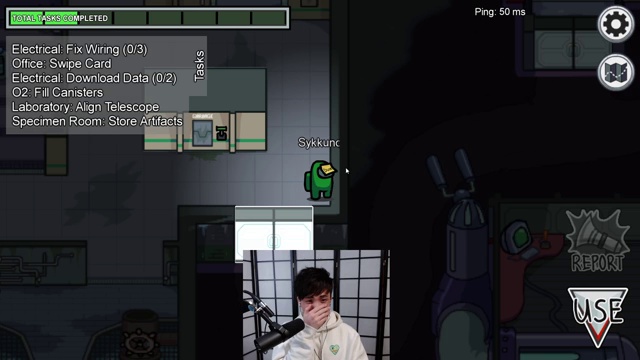 TOTAL TASKS COMPLETED
Ping: 50 ms
Electrical: Fix Wiring (0/3)
Office: Swipe Card
Electrical: Download Data (0/2)
O2: Fill Canisters
Laboratory: Align Telescope
Specimen Room: Store Artifacts
Tasks
Sykkuno
REPORT
USE